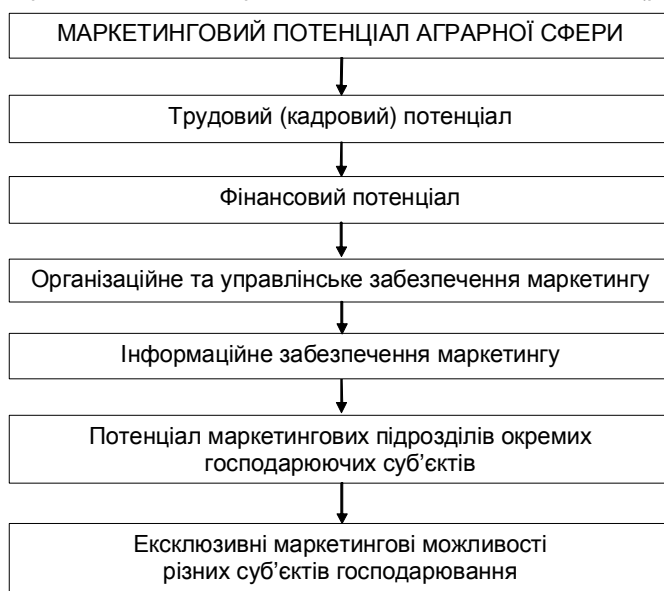 МАРКЕТИНГОВИЙ ПОТЕНЦІАЛ АГРАРНОЇ СФЕРИ
Трудовий (кадровий) потенціал
Фінансовий потенціал
Організаційне та управлінське забезпечення маркетингу
Інформаційне забезпечення маркетингу
Потенціал маркетингових підрозділів окремих
господарюючих суб’єктів
Ексклюзивні маркетингові можливості
різних суб’єктів господарювання